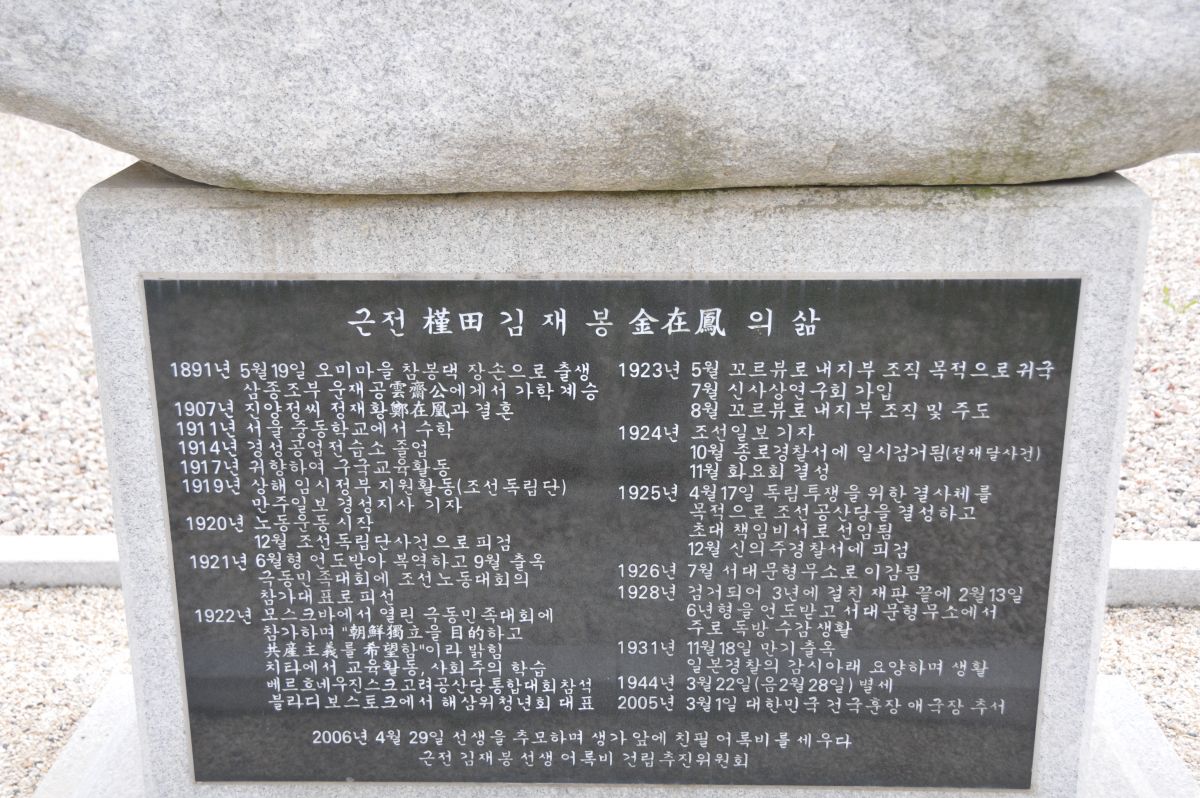 근전 槿田 김재봉 金在鳳 의 삶
1891년 5월19일 오미마을 참봉댁 장손으로 출생
삼종조부 운재공雲齋公에게서 가학계승
1907년 진양정씨 정재황鄭在凰과 결혼
1911년 서울 중동학교에서 수학
1914년 경성공업전습소 졸업
1917년 귀향하여 구국교육활동
1919년 상해 임시정부 지원활동(조선독립단)
만주일보 경성지사 기자
1920년 노동운동 시작
12월 조선독립단사건으로 피검
1921년 6월형 언도받아 복역하고 9월 출옥
극동민족대회에 조선노동대회의
참가대표로 피선
1922년 모스크바에서 열린 극동민족대회에
참가하며 "朝鮮獨立을 目的하고
共産主義를 希望함"이라 밝힘
치타에서 교육활동, 사회주의 학습
베르흐네우진스크고려공산당통합대회참석
블라디보스토크에서 해삼위청년회 대표
1923년 5월 꼬르뷰로 내지부 조직 목적으로 귀국
7월 신사상연구회 가입
8월 꼬르뷰로 내지부 조직 및 주도
1924년 조선일보 기자
10월 종로경찰서에 일시검거됨(정재달사건)
11월 화요회 결성
1925년 4월17일 독립투쟁을 위한 결사체를
목적으로 조선공산당을 결성하고
초대 책임비서로 선임됨
12월 신의주경찰서에 피검
1926년 7월 서대문형무소로 이감됨
1928년 검거되어 3년에 걸친 재판 끝에 2월13일
6년형을 언도받고 서대문형무소에서
주로 독방 수감생활
1931년 11월18일 만기출옥
일본경찰의 감시아래 요양하며 생활
1944년 3월22일(음2월28일) 별세
2005년 3월1일 대한민국 건국훈장 애국장 추서
2006년 4월 29일 선생을 추모하며 생가 앞에 친필 어록비를 세우다
근전 김재봉 선생 어록비 건립추진위원회